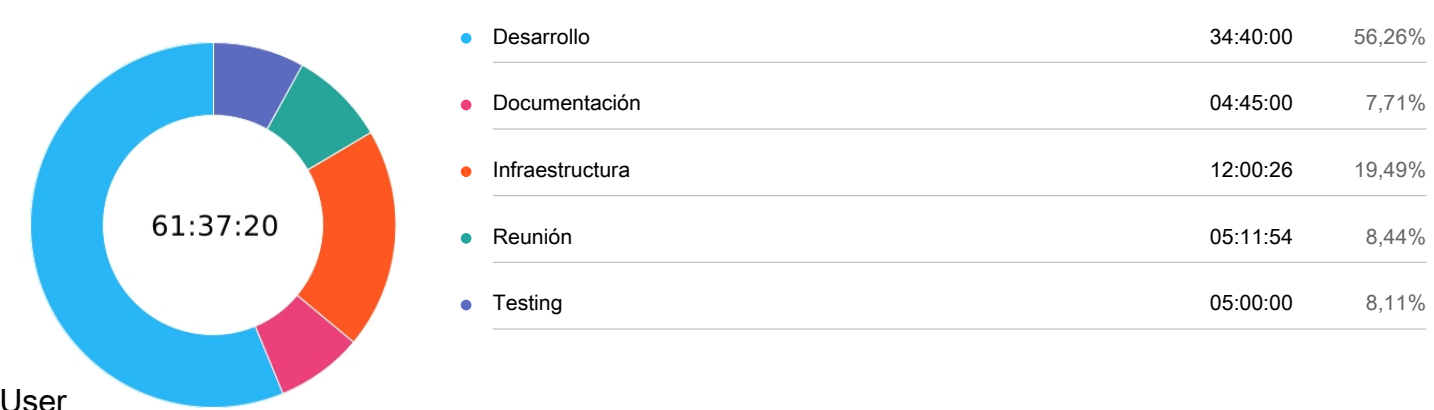 Desarrollo 34:40:00 56,26%
Documentación 04:45:00 7,71%
Infraestructura 12:00:26 19,49%
61:37:20
Reunión 05:11:54 8,44%
Testing 05:00:00 8,11%
User